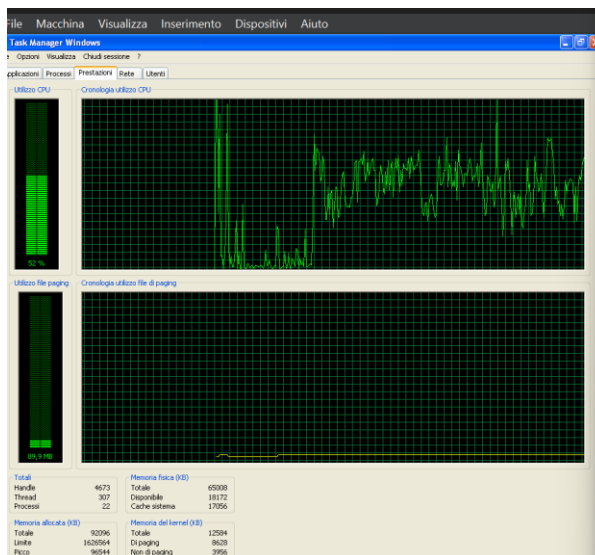 File Macchina Visualizza Inserimento Dispositivi Aiuto
Task Manager Windows
Opzioni Visualizza Chiudi sessione ?
Applicazioni Processi Prestazioni Rete Utenti
Utilizzo CPU Cronologia utilizzo CPU
52 %
Utilizzo file paging Cronologia utilizzo file di paging
89,9 MB
Totali Memoria fisica (KB)
Handle 4673 Totale 65008
Thread 307 Disponibile 18172
Processi 22 Cache sistema 17056
Memoria allocata (KB) Memoria del kernel (KB)
Totale 92096 Totale 12584
Limite 1626564 Di paging 8628
Picco 96544 Non di paging 3956